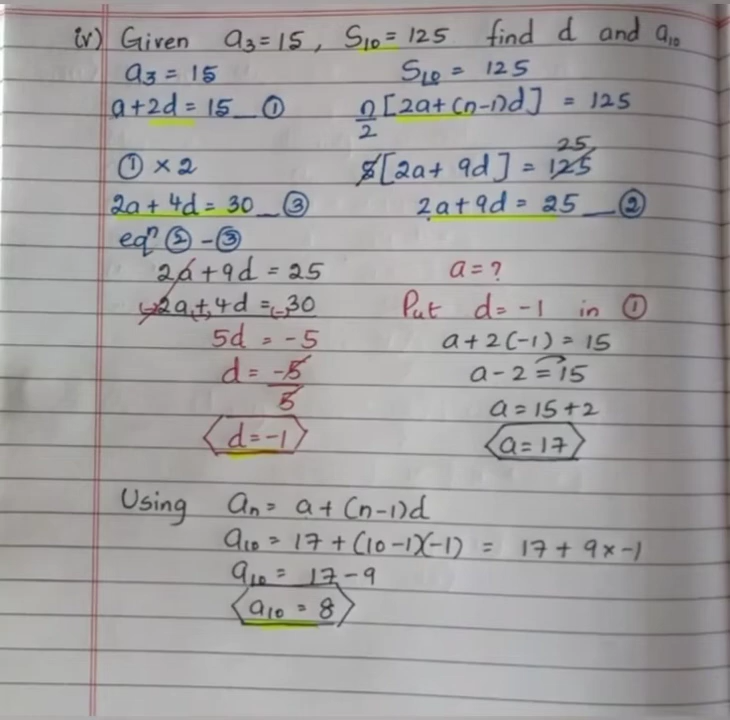 iv) Given a₃ = 15, S₁₀ = 125 find d and a₁₀
a₃ = 15
a + 2d = 15 _ ①
① × 2
2a + 4d = 30 _ ③
eqⁿ ② - ③
2a + 9d = 25
(-)2a (+) 4d = (-) 30
5d = -5
d = -5/5
d = -1
S₁₀ = 125
n/2 [2a + (n-1)d] = 125
5[2a + 9d] = 125 25
2a + 9d = 25 _ ②
a = ?
Put d = -1 in ①
a + 2(-1) = 15
a - 2 = 15
a = 15 + 2
a = 17
Using aₙ = a + (n-1)d
a₁₀ = 17 + (10-1)(-1) = 17 + 9 × -1
a₁₀ = 17 - 9
a₁₀ = 8